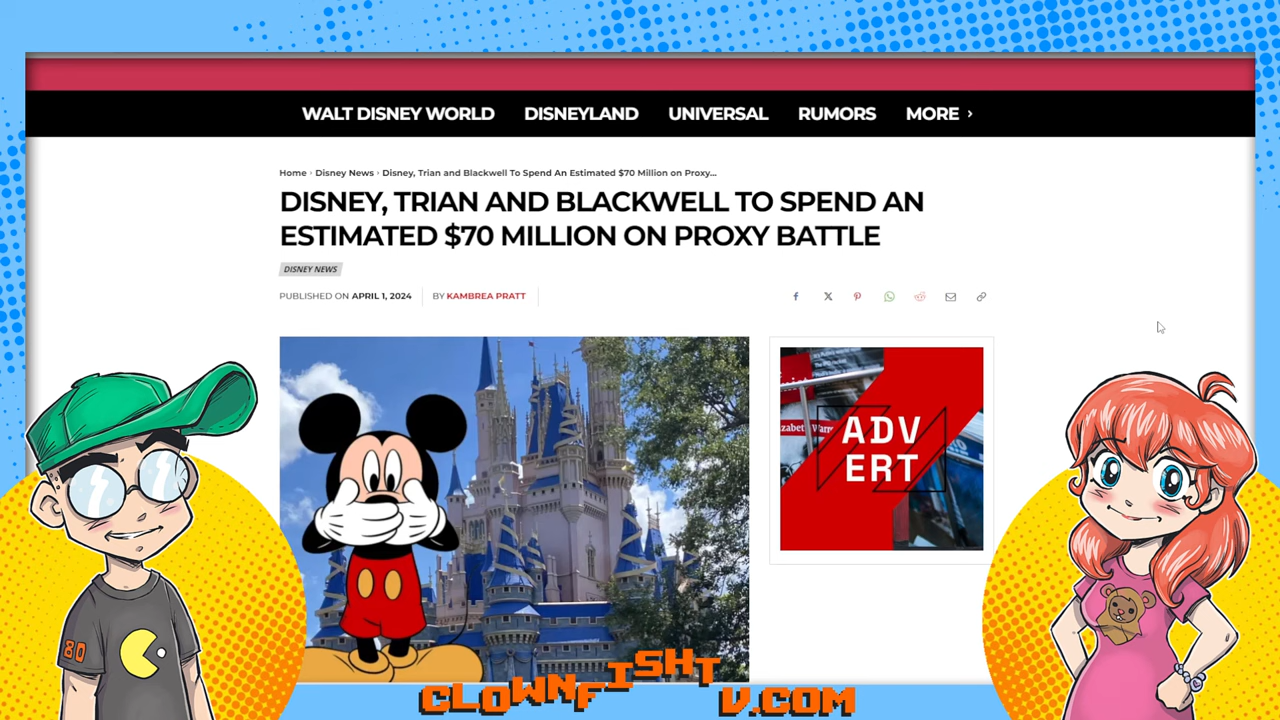 WALT DISNEY WORLD DISNEYLAND UNIVERSAL RUMORS MORE ›
Home › Disney News › Disney, Trian and Blackwell To Spend An Estimated $70 Million on Proxy...
DISNEY, TRIAN AND BLACKWELL TO SPEND AN
ESTIMATED $70 MILLION ON PROXY BATTLE
DISNEY NEWS
PUBLISHED ON APRIL 1, 2024 BY KAMBREA PRATT
ADV
ERT
80
CLOWNFISHT
V.COM